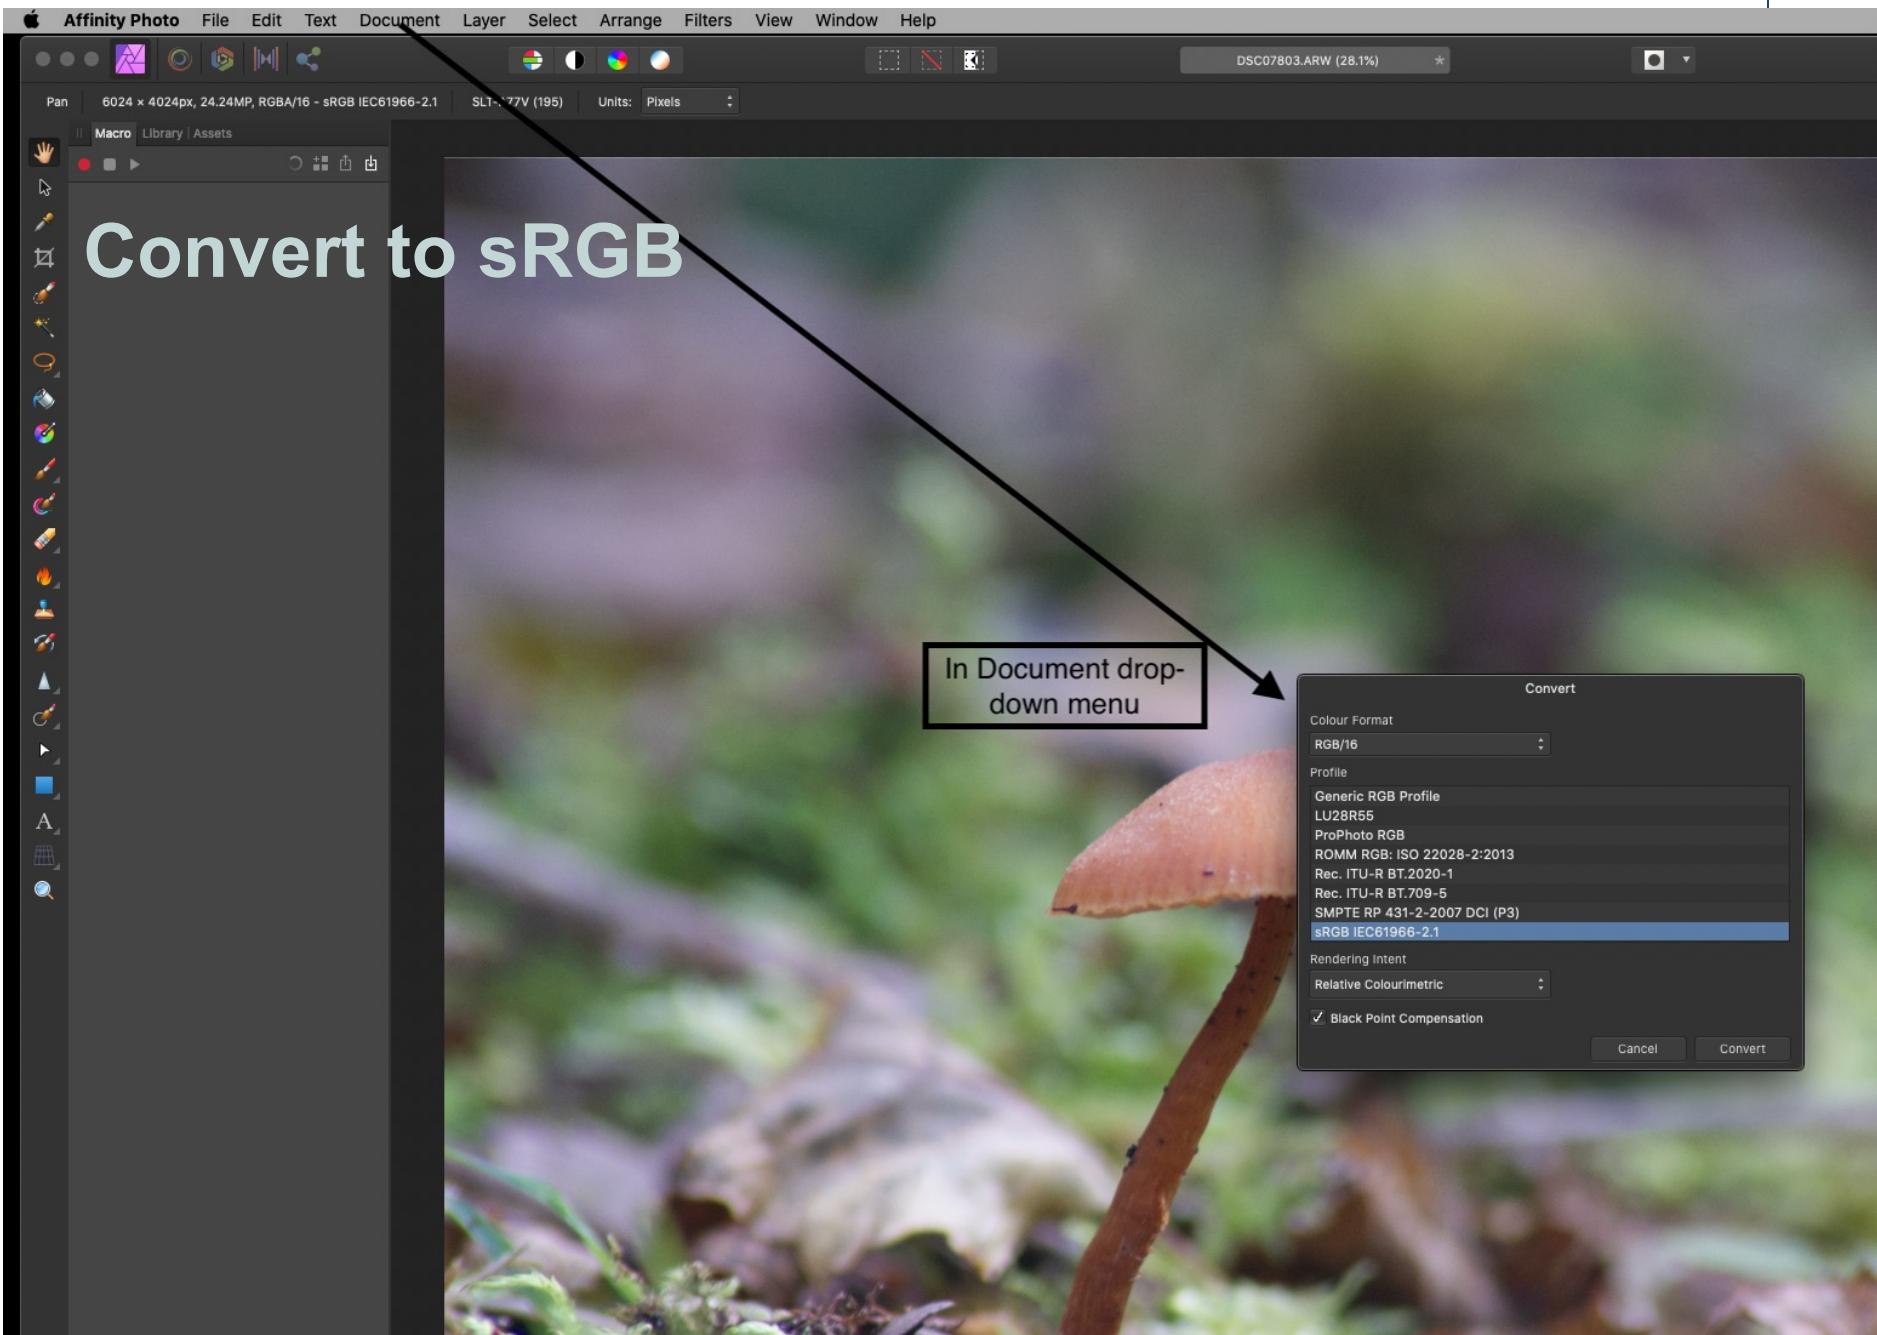 Affinity Photo File Edit Text Document Layer Select Arrange Filters View Window Help
DSC07803.ARW (28.1%)
Pan 6024 × 4024px, 24.24MP, RGBA/16 - sRGB IEC61966-2.1 (195) Units: Pixels
Macro Library Assets
Convert to sRGB
In Document drop-
down menu
Convert
Colour Format
RGB/16
Profile
Generic RGB Profile
LU28R55
ProPhoto RGB
ROMM RGB: ISO 22028-2:2013
Rec. ITU-R BT.2020-1
Rec. ITU-R BT.709-5
SMPTE RP 431-2-2007 DCI (P3)
sRGB IEC61966-2.1
Rendering Intent
Relative Colourimetric
Black Point Compensation
Cancel Convert